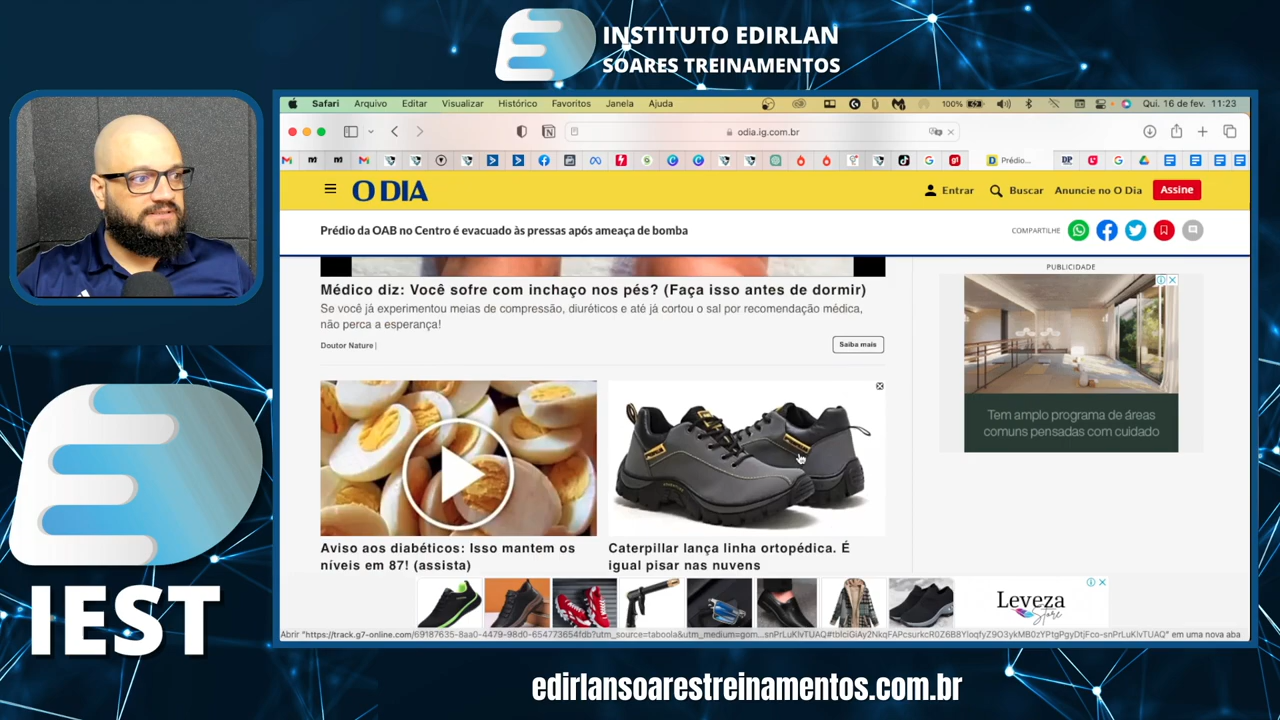 INSTITUTO EDIRLAN
SOARES TREINAMENTOS
Safari Arquivo Editar Visualizar Histórico Favoritos Janela Ajuda 100% Qui. 16 de fev. 11:23
odia.ig.com.br
Prédio...
DP
O DIA
Entrar Buscar Anuncie no O Dia Assine
Prédio da OAB no Centro é evacuado às pressas após ameaça de bomba
COMPARTILHE
PUBLICIDADE
Médico diz: Você sofre com inchaço nos pés? (Faça isso antes de dormir)
Se você já experimentou meias de compressão, diuréticos e até já cortou o sal por recomendação médica,
não perca a esperança!
Doutor Nature |
Saiba mais
Tem amplo programa de áreas
comuns pensadas com cuidado
Aviso aos diabéticos: Isso mantem os
níveis em 87! (assista)
Caterpillar lança linha ortopédica. É
igual pisar nas nuvens
Leveza
Store
IEST
edirlansoarestreinamentos.com.br